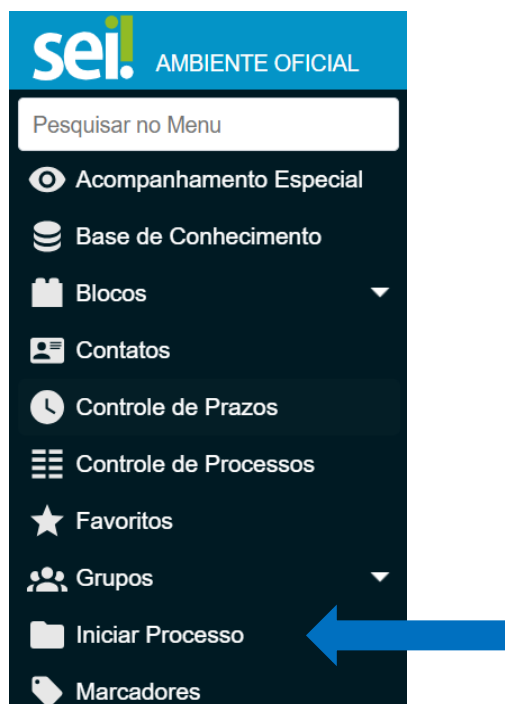 sei! AMBIENTE OFICIAL
Pesquisar no Menu
Acompanhamento Especial
Base de Conhecimento
Blocos
Contatos
Controle de Prazos
Controle de Processos
Favoritos
Grupos
Iniciar Processo
Marcadores